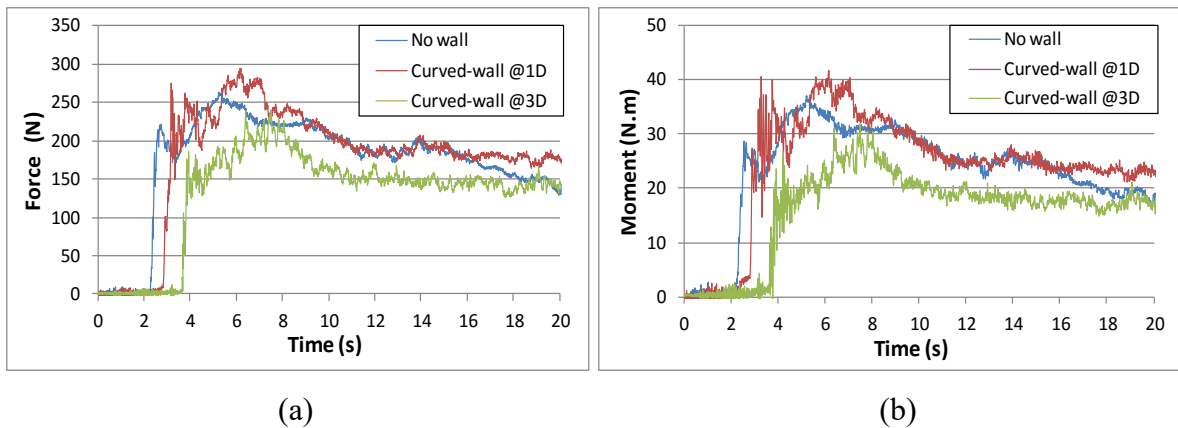 350
300
250
200
150
100
50
0
Force (N)
0 2 4 6 8 10 12 14 16 18 20
Time (s)
No wall
Curved-wall @1D
Curved-wall @3D
(a)
50
40
30
20
10
0
Moment (N.m)
0 2 4 6 8 10 12 14 16 18 20
Time (s)
No wall
Curved-wall @1D
Curved-wall @3D
(b)